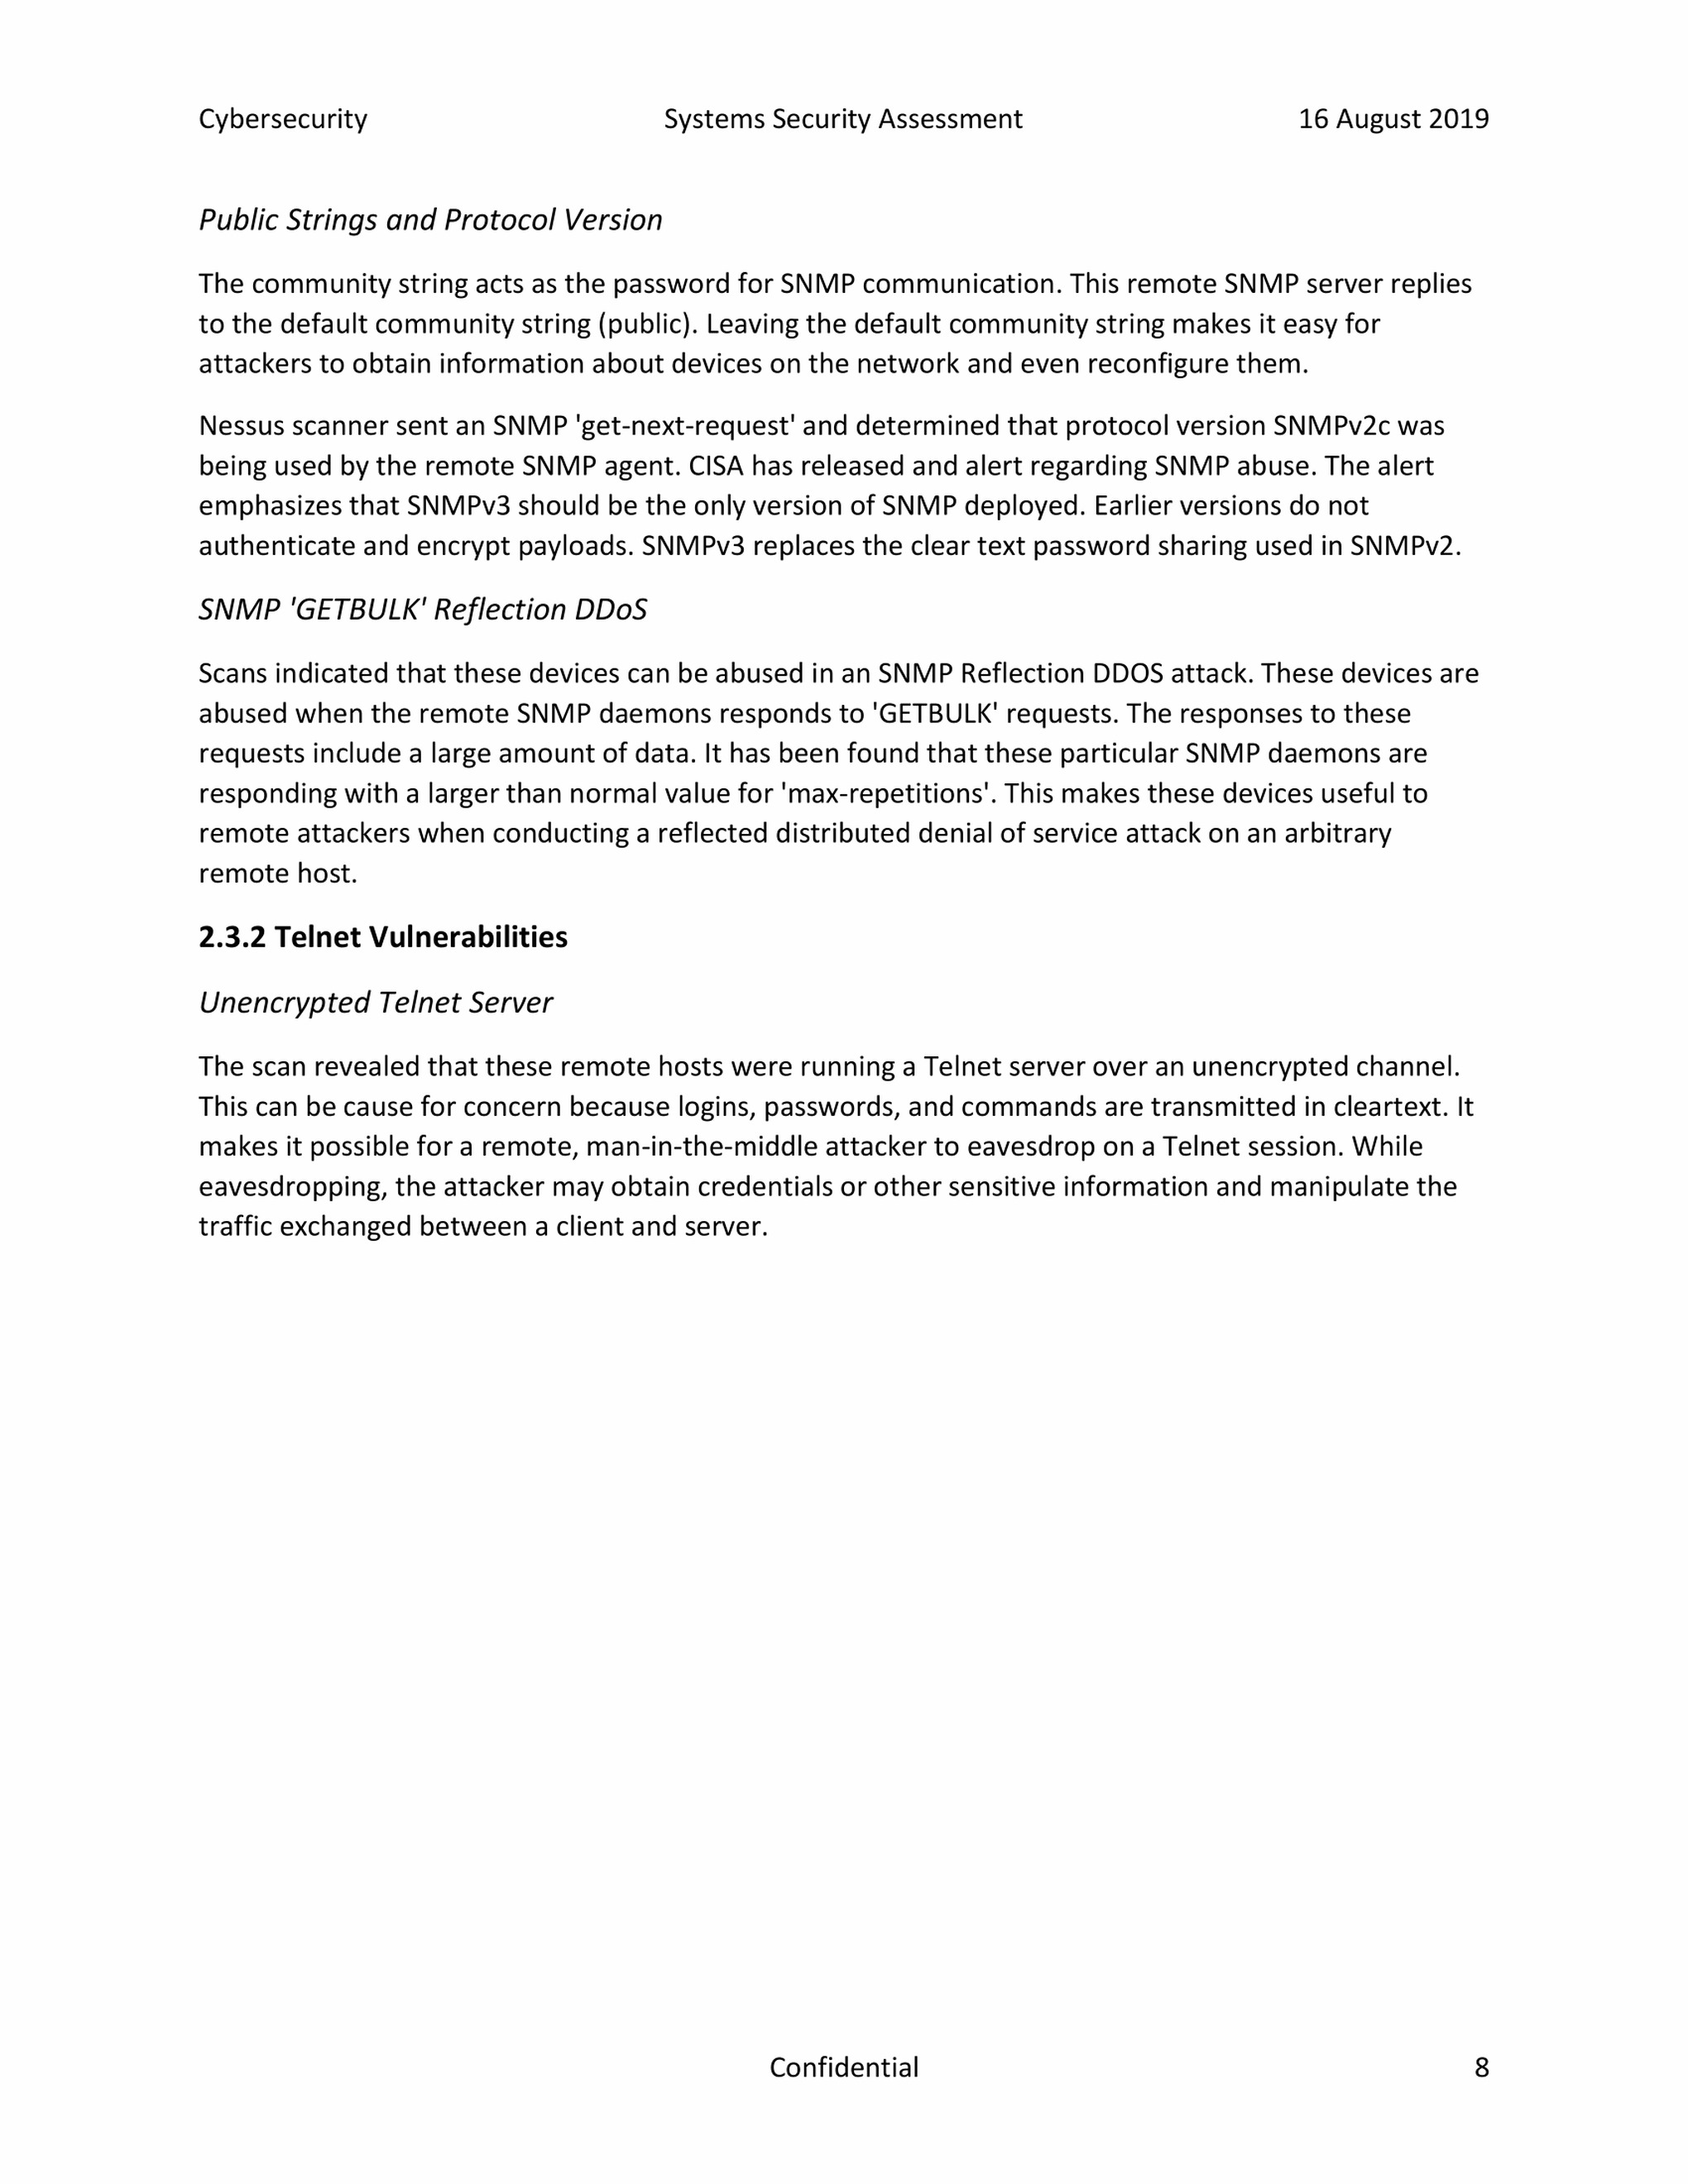 Cybersecurity Systems Security Assessment 16 August 2019
Public Strings and Protocol Version
The community string acts as the password for SNMP communication. This remote SNMP server replies
to the default community string (public). Leaving the default community string makes it easy for
attackers to obtain information about devices on the network and even reconfigure them.
Nessus scanner sent an SNMP 'get-next-request' and determined that protocol version SNMPv2c was
being used by the remote SNMP agent. CISA has released and alert regarding SNMP abuse. The alert
emphasizes that SNMPv3 should be the only version of SNMP deployed. Earlier versions do not
authenticate and encrypt payloads. SNMPv3 replaces the clear text password sharing used in SNMPv2.
SNMP 'GETBULK' Reflection DDoS
Scans indicated that these devices can be abused in an SNMP Reflection DDOS attack. These devices are
abused when the remote SNMP daemons responds to 'GETBULK' requests. The responses to these
requests include a large amount of data. It has been found that these particular SNMP daemons are
responding with a larger than normal value for 'max-repetitions'. This makes these devices useful to
remote attackers when conducting a reflected distributed denial of service attack on an arbitrary
remote host.
2.3.2 Telnet Vulnerabilities
Unencrypted Telnet Server
The scan revealed that these remote hosts were running a Telnet server over an unencrypted channel.
This can be cause for concern because logins, passwords, and commands are transmitted in cleartext. It
makes it possible for a remote, man-in-the-middle attacker to eavesdrop on a Telnet session. While
eavesdropping, the attacker may obtain credentials or other sensitive information and manipulate the
traffic exchanged between a client and server.
Confidential 8